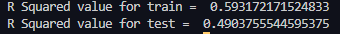 R Squared value for train =  0.593172171524833
R Squared value for test =  0.4903755544595375